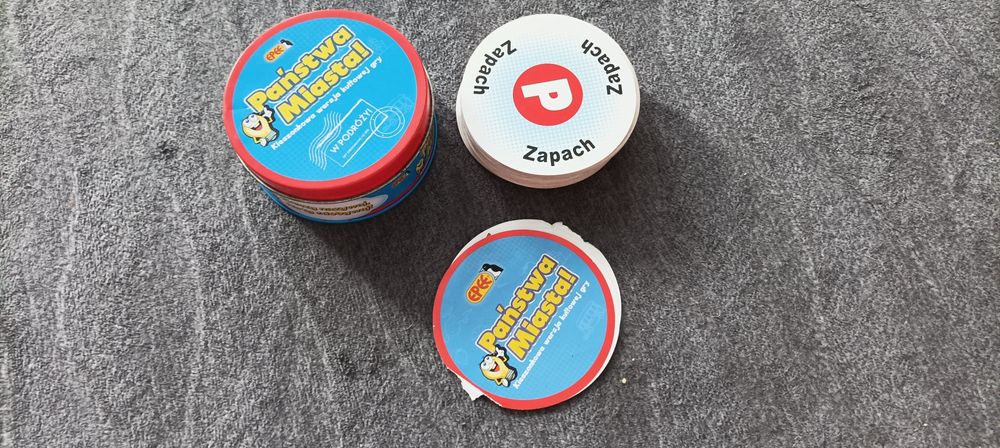 EPEE
Państwa
Miasta!
Kieszonkowa wersja kultowej gry
W PODRÓŻY!
Zapach
Zapach
P
Zapach
EPEE
Państwa
Miasta!
Kieszonkowa wersja kultowej gry